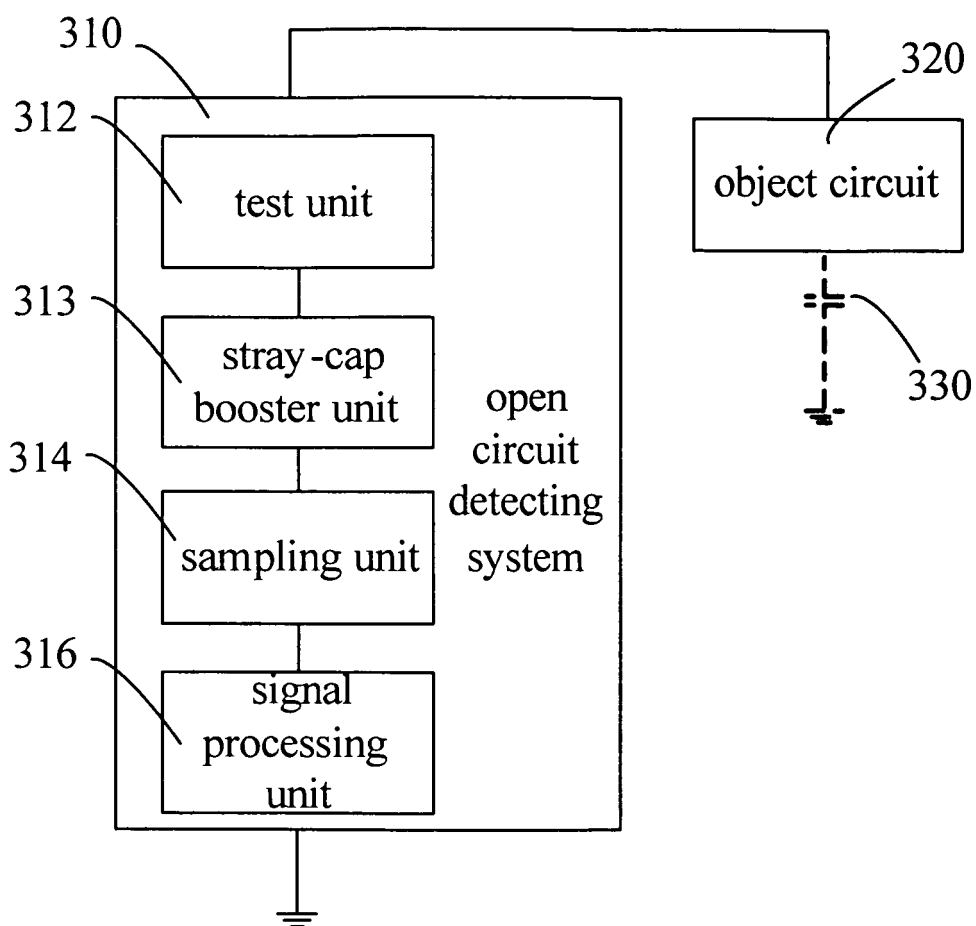 310
320
312
test unit
object circuit
313
stray-cap
booster unit
330
open
circuit
detecting
system
314
sampling unit
316
signal
processing
unit